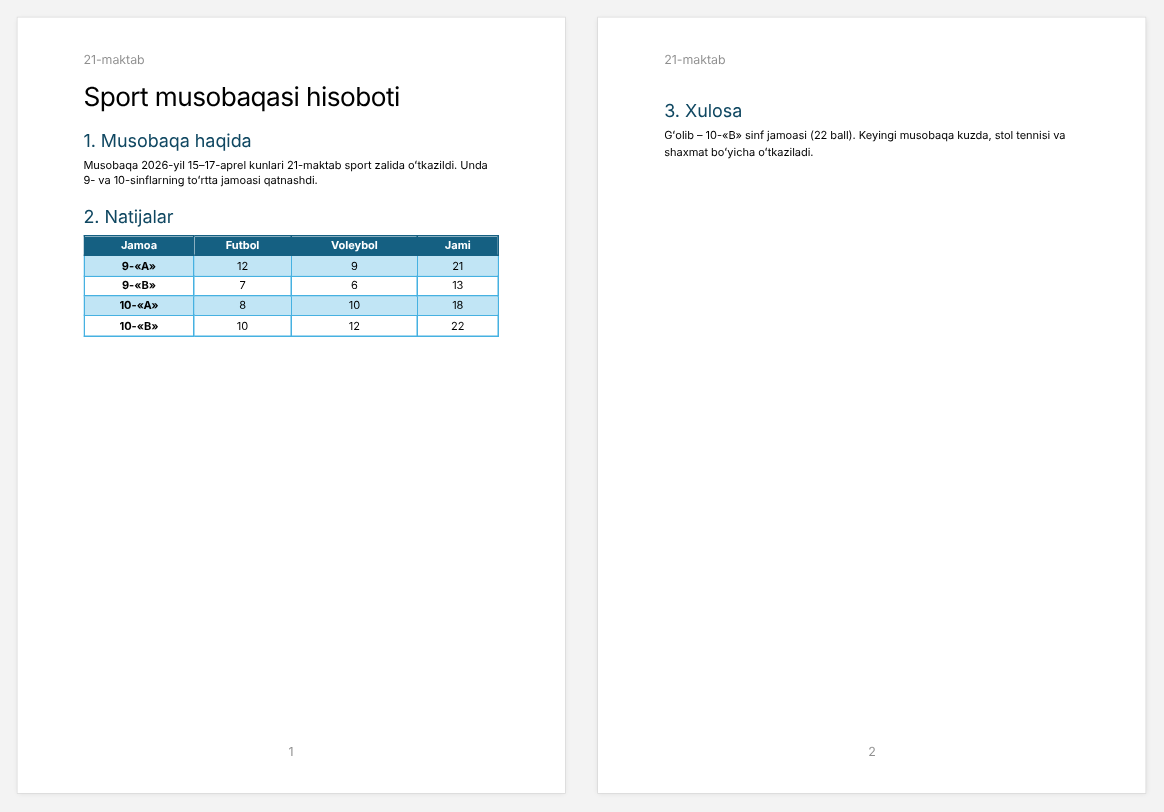 21-maktab
Sport musobaqasi hisoboti
1. Musobaqa haqida
Musobaqa 2026-yil 15–17-aprel kunlari 21-maktab sport zalida oʻtkazildi. Unda
9- va 10-sinflarning toʻrtta jamoasi qatnashdi.
2. Natijalar
Jamoa Futbol Voleybol Jami
9-«A» 12 9 21
9-«B» 7 6 13
10-«A» 8 10 18
10-«B» 10 12 22
1
21-maktab
3. Xulosa
Gʻolib – 10-«B» sinf jamoasi (22 ball). Keyingi musobaqa kuzda, stol tennisi va
shaxmat boʻyicha oʻtkaziladi.
2